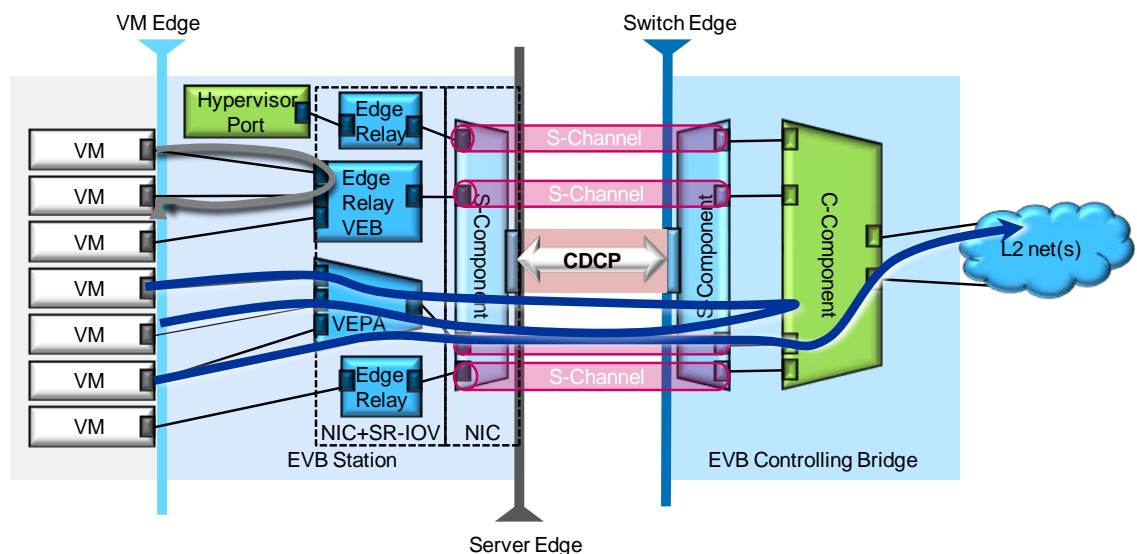 VM Edge
Switch Edge
Hypervisor
Port
Edge
Relay
S-Channel
VM
VM
Edge
Relay
VEB
S-Channel
VM
S-Component
CDCP
S-Component
C-Component
L2 net(s)
VM
VM
VEPA
VM
Edge
Relay
S-Channel
VM
NIC+SR-IOV
NIC
EVB Station
EVB Controlling Bridge
Server Edge